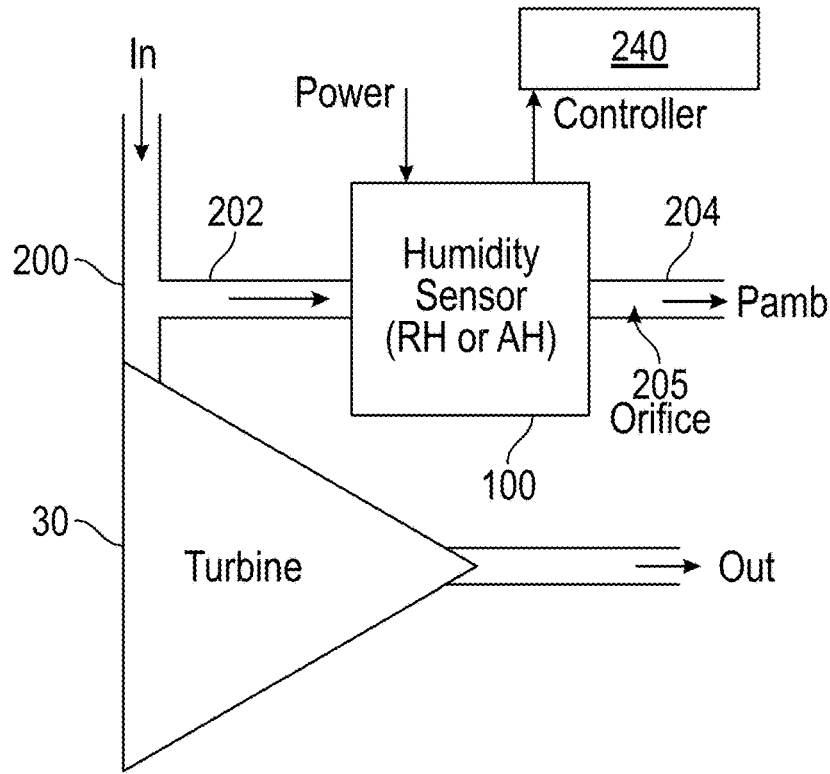 In
240
Power
Controller
202
204
200
Humidity
Sensor
(RH or AH)
Pamb
205
Orifice
100
30
Turbine
Out